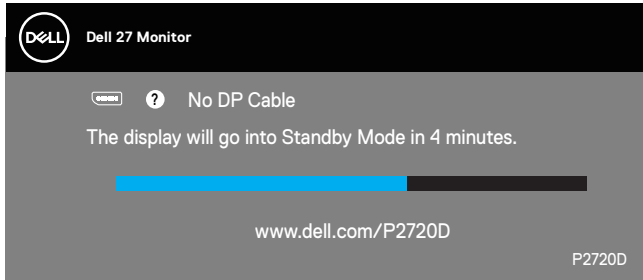 DELL
Dell 27 Monitor
? No DP Cable
The display will go into Standby Mode in 4 minutes.
www.dell.com/P2720D
P2720D